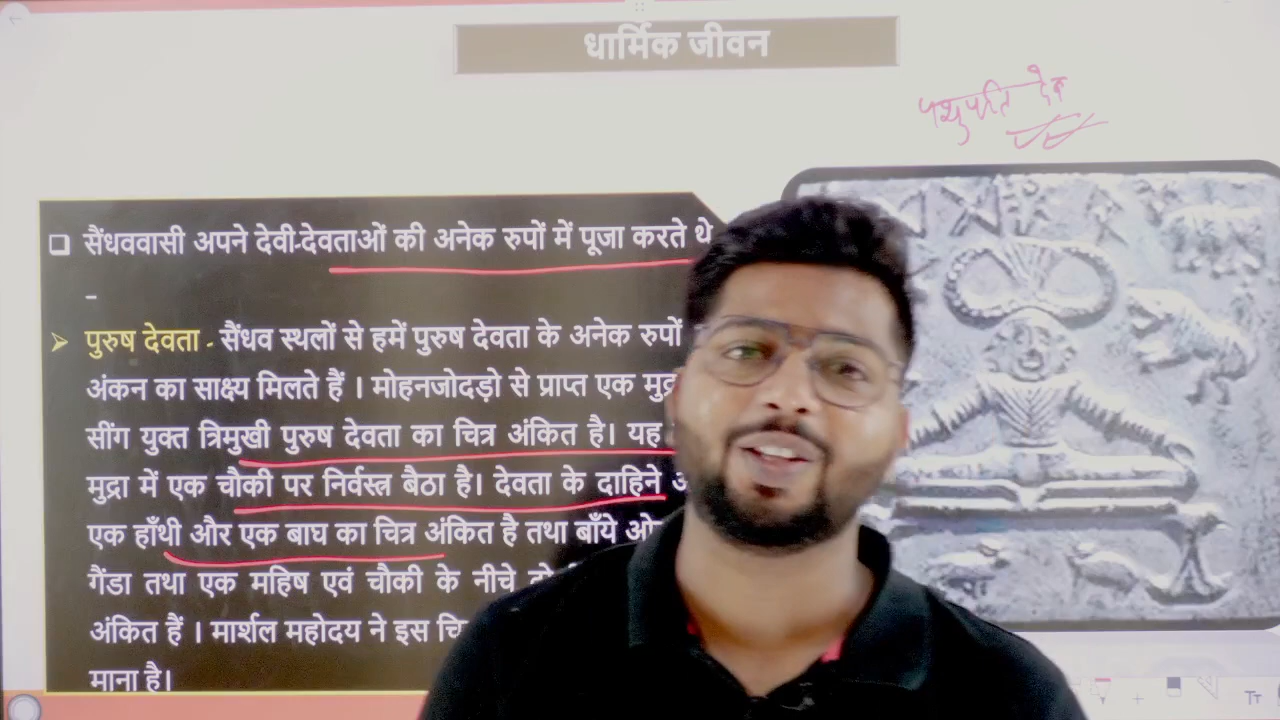 धार्मिक जीवन
पशुपति देव
❑ सैंधववासी अपने देवी-देवताओं की अनेक रुपों में पूजा करते थे
–
➢ पुरुष देवता - सैंधव स्थलों से हमें पुरुष देवता के अनेक रुपों
अंकन का साक्ष्य मिलते हैं । मोहनजोदड़ो से प्राप्त एक
सींग युक्त त्रिमुखी पुरुष देवता का चित्र अंकित है। यह
मुद्रा में एक चौकी पर निर्वस्त्र बैठा है। देवता के दाहिने
एक हाँथी और एक बाघ का चित्र अंकित है तथा बाँये
गैंडा तथा एक महिष एवं चौकी के नीचे
अंकित हैं । मार्शल महोदय ने इस
माना है।
TT